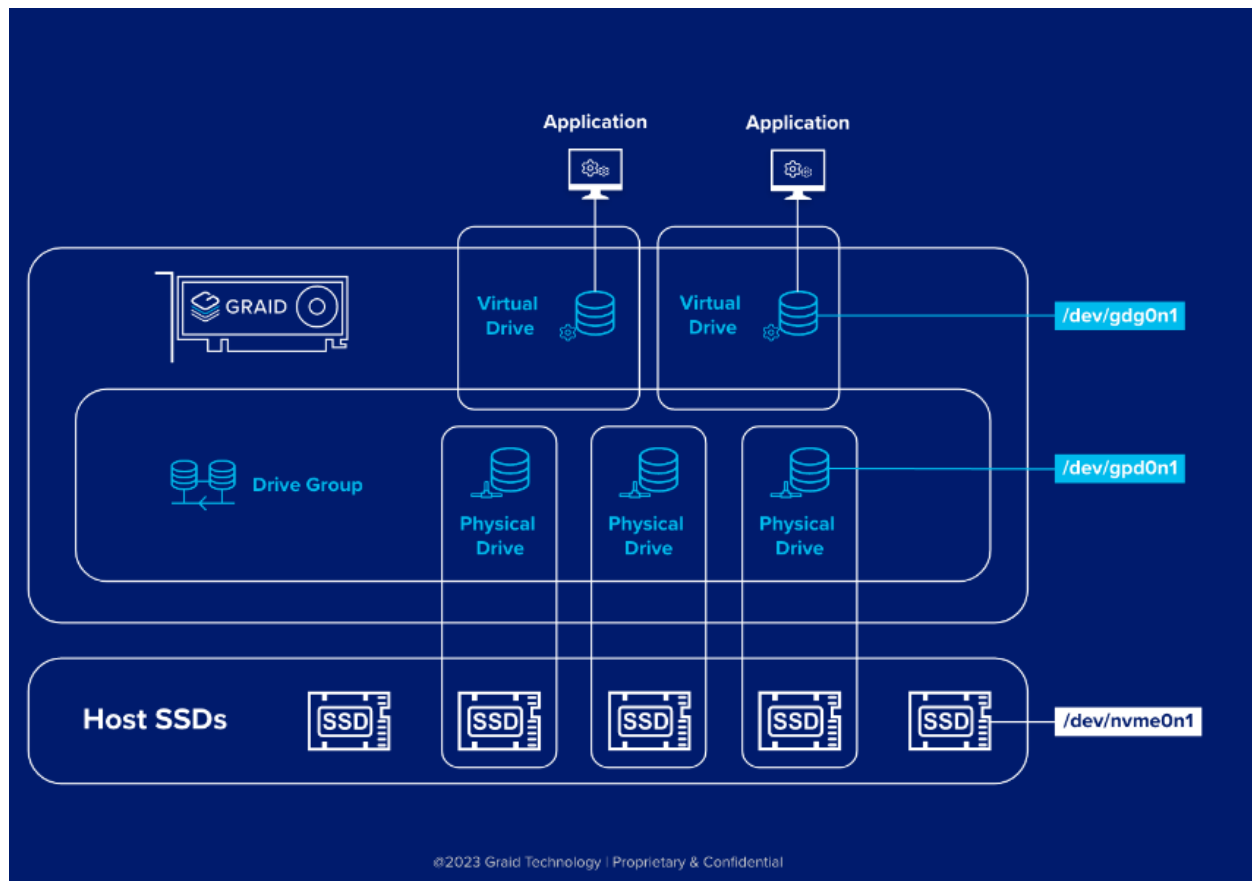 Application
Application
GRAID
Virtual
Drive
Virtual
Drive
/dev/gdg0n1
Drive Group
Physical
Drive
Physical
Drive
Physical
Drive
/dev/gpd0n1
Host SSDs
SSD
SSD
SSD
SSD
SSD
/dev/nvme0n1
@2023 Graid Technology | Proprietary & Confidential